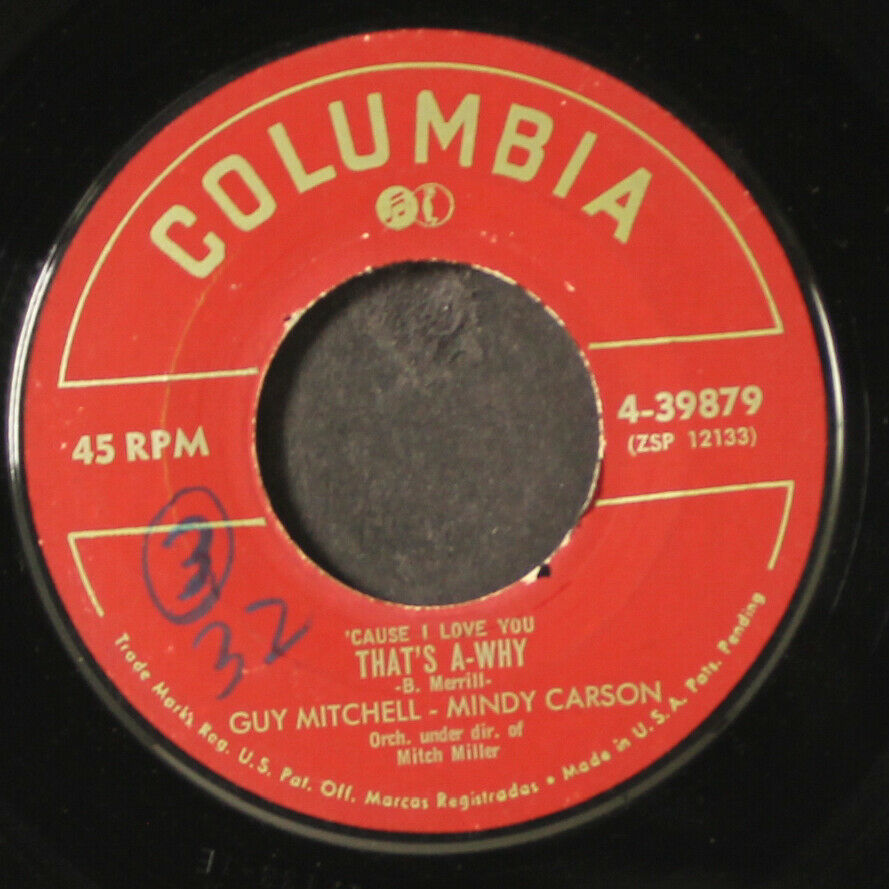 COLUMBIA
45 RPM
4-39879
(ZSP 12133)
3
32
'CAUSE I LOVE YOU
THAT'S A-WHY
-B. Merrill-
GUY MITCHELL - MINDY CARSON
Orch. under dir. of
Mitch Miller
Trade Marks Reg. U.S. Pat. Off. Marcas Registradas • Made in U.S.A. Pats. Pending